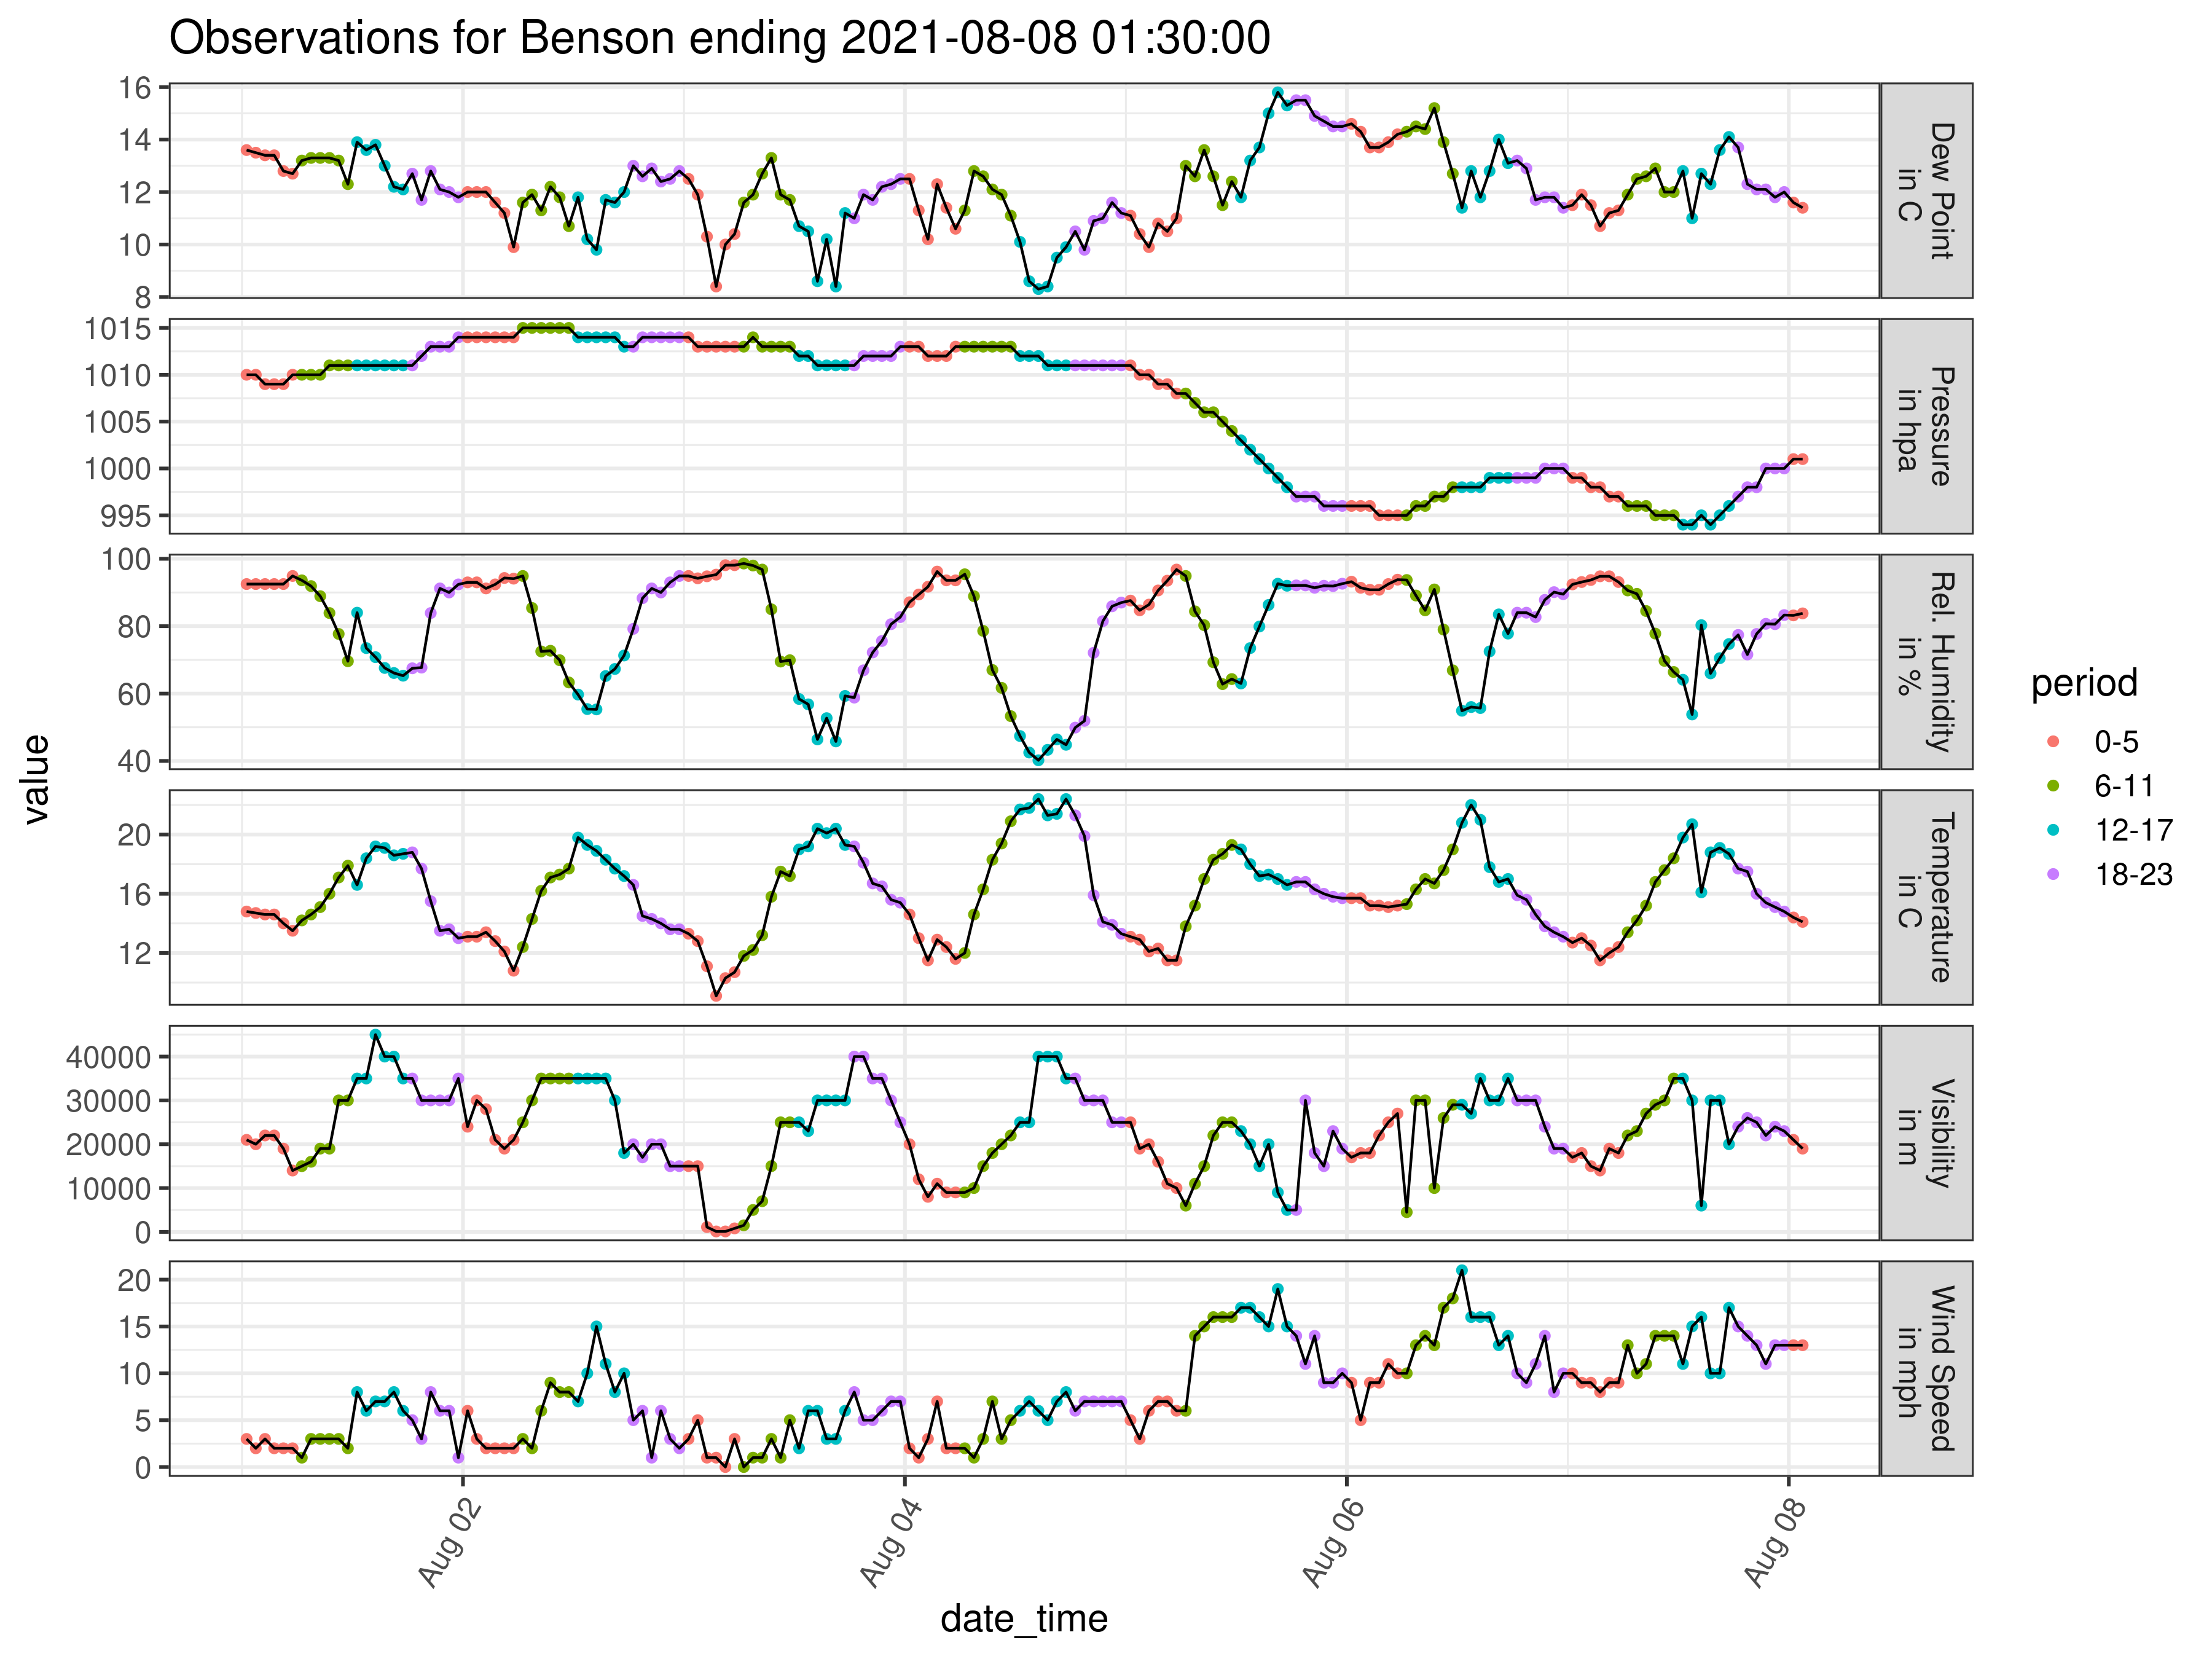 Observations for Benson ending 2021-08-08 01:30:00
value
16
14
12
10
8
Dew Point
in C
1015
1010
1005
1000
995
Pressure
in hpa
100
80
60
40
Rel. Humidity
in %
20
16
12
Temperature
in C
40000
30000
20000
10000
0
Visibility
in m
20
15
10
5
0
Wind Speed
in mph
Aug 02
Aug 04
Aug 06
Aug 08
date_time
period
0-5
6-11
12-17
18-23